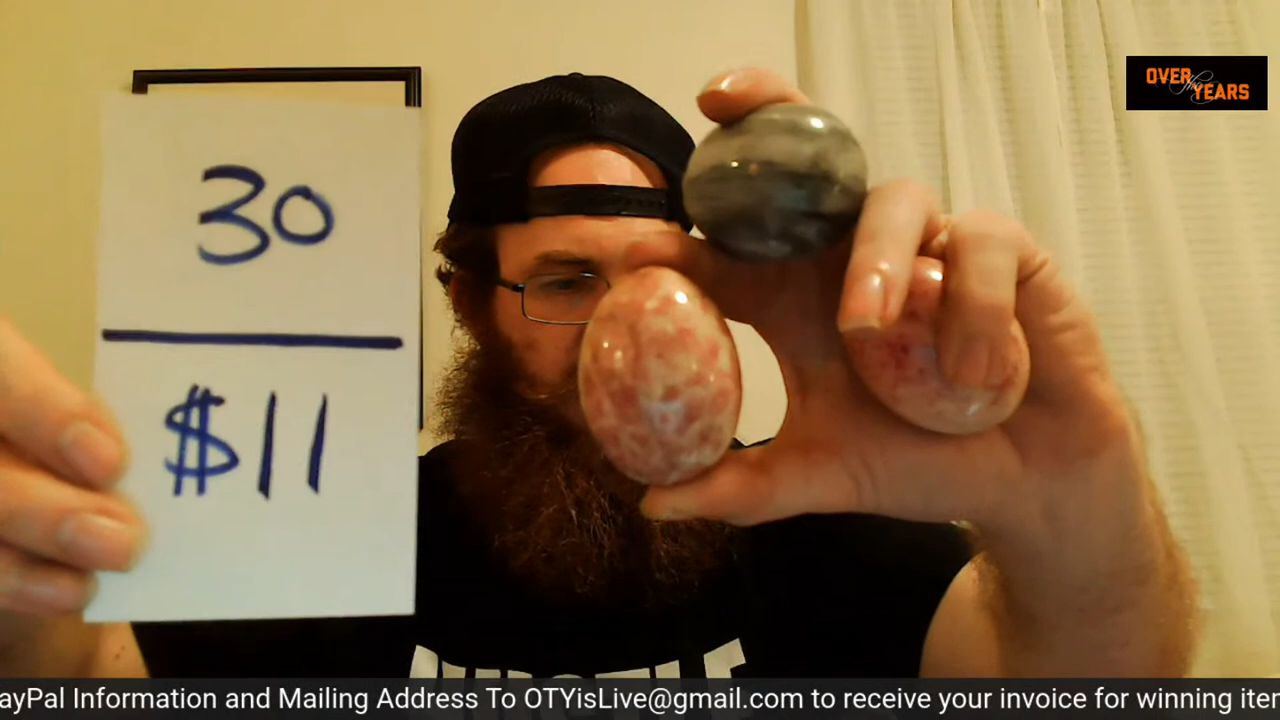 30
$11
OVER
the
YEARS
ayPal Information and Mailing Address To OTYisLive@gmail.com to receive your invoice for winning iter